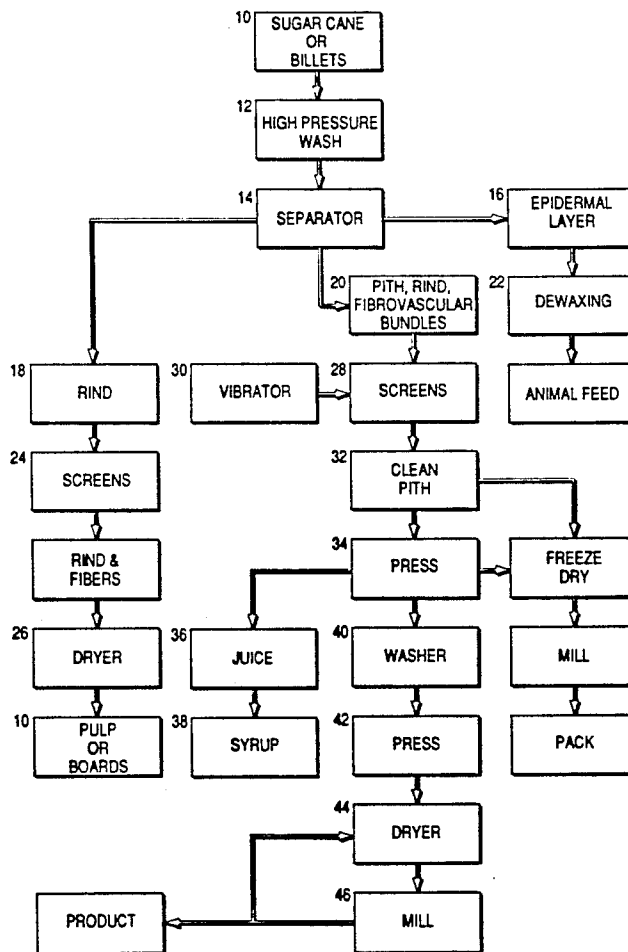 10
SUGAR CANE
OR
BILLETS
12
HIGH PRESSURE
WASH
14
SEPARATOR
16
EPIDERMAL
LAYER
20
PITH, RIND,
FIBROVASCULAR
BUNDLES
22
DEWAXING
18
RIND
30
VIBRATOR
28
SCREENS
ANIMAL FEED
24
SCREENS
32
CLEAN
PITH
RIND &
FIBERS
34
PRESS
FREEZE
DRY
26
DRYER
36
JUICE
40
WASHER
MILL
10
PULP
OR
BOARDS
38
SYRUP
42
PRESS
PACK
44
DRYER
46
MILL
PRODUCT